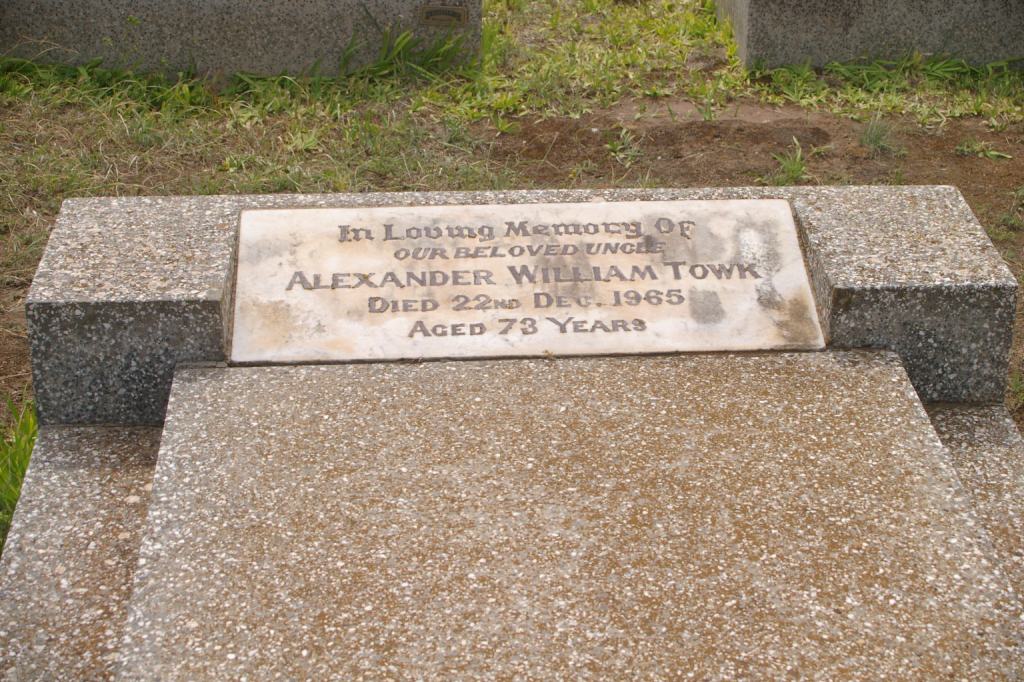 In Loving Memory Of
OUR BELOVED UNCLE
ALEXANDER WILLIAM TOWK
DIED 22ND DEC. 1965
AGED 73 YEARS